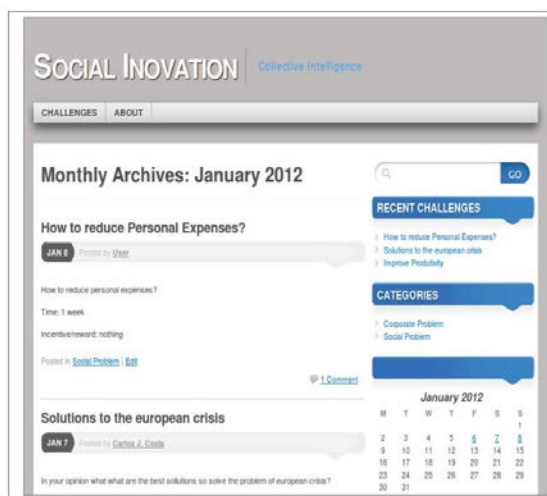 SOCIAL INOVATION
Collective Intelligence
CHALLENGES ABOUT
Monthly Archives: January 2012
How to reduce Personal Expenses?
JAN 6 Posted by User
How to reduce personal expenses?
Time: 1 week
Incentive/reward: nothing
Posted in Social Problem | Edit
1 Comment
Solutions to the european crisis
JAN 7 Posted by Carlos J. Costa
In your opinion what what are the best solutions so solve the problem of european crisis?
GO
RECENT CHALLENGES
How to reduce Personal Expenses?
Solutions to the european crisis
Improve Produtivity
CATEGORIES
Corporate Problem
Social Problem
January 2012
M T W T F S S
1
2 3 4 5 6 7 8
9 10 11 12 13 14 15
16 17 18 19 20 21 22
23 24 25 26 27 28 29
30 31